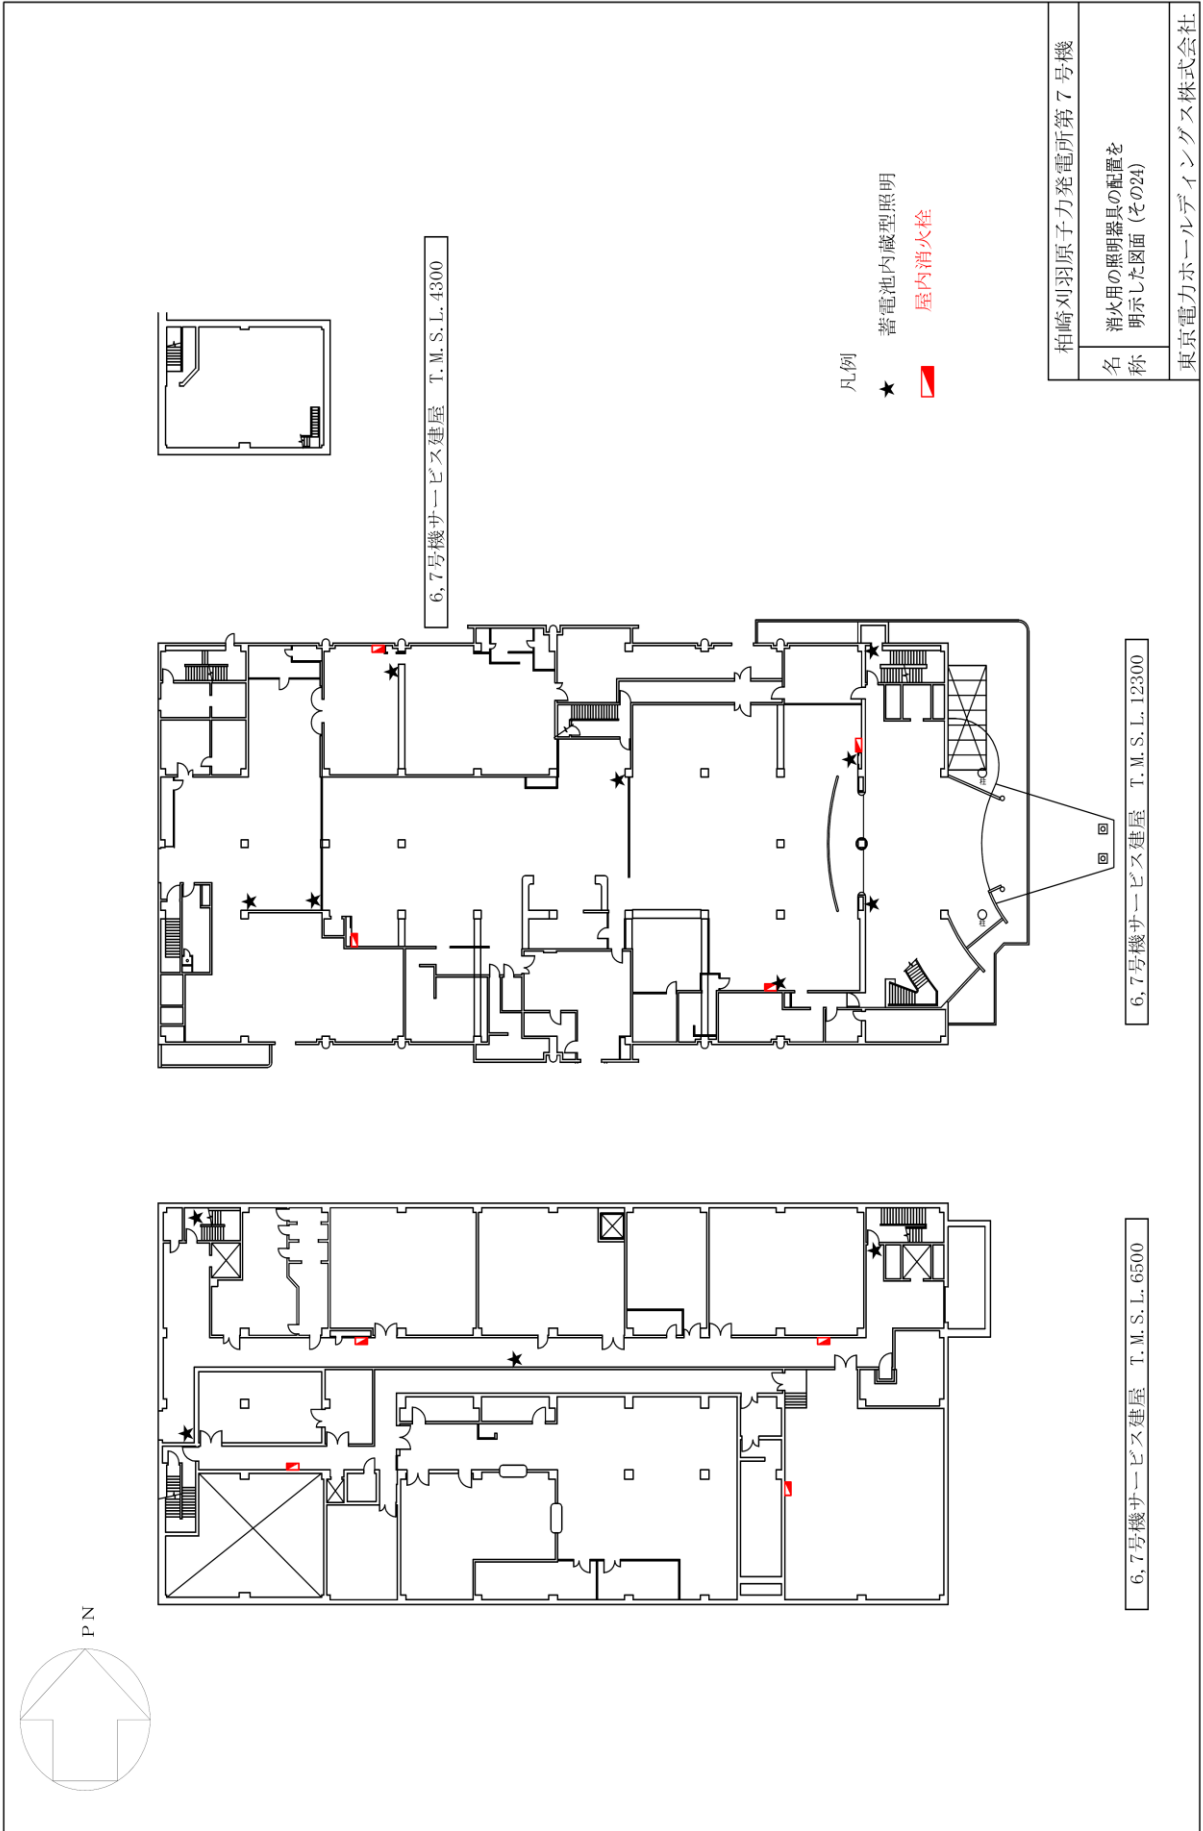 PN
6,7号機サービス建屋 T.M.S.L.6500
6,7号機サービス建屋 T.M.S.L.12300
6,7号機サービス建屋 T.M.S.L.4300
凡例
★ 蓄電池内蔵型照明
屋内消火栓
柏崎刈羽原子力発電所第7号機
名称
消火用の照明器具の配置を
明示した図面（その24）
東京電力ホールディングス株式会社